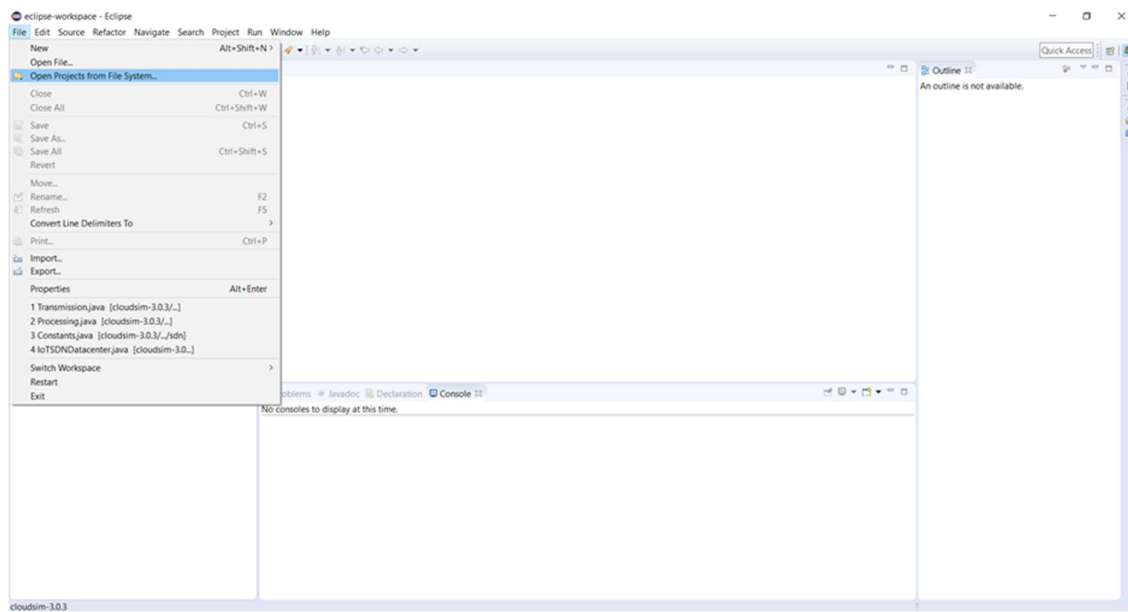 eclipse-workspace - Eclipse
File Edit Source Refactor Navigate Search Project Run Window Help
New Alt+Shift+N >
Open File...
Open Projects from File System...
Close Ctrl+W
Close All Ctrl+Shift+W
Save Ctrl+S
Save As...
Save All Ctrl+Shift+S
Revert
Move...
Rename... F2
Refresh F5
Convert Line Delimiters To >
Print... Ctrl+P
Import...
Export...
Properties Alt+Enter
1 Transmission.java [cloudsim-3.0.3/...]
2 Processing.java [cloudsim-3.0.3/...]
3 Constants.java [cloudsim-3.0.3/.../sdn]
4 IoTSDNDatacenter.java [cloudsim-3.0...]
Switch Workspace >
Restart
Exit
Quick Access
Outline
An outline is not available.
oblems Javadoc Declaration Console
No consoles to display at this time.
cloudsim-3.0.3